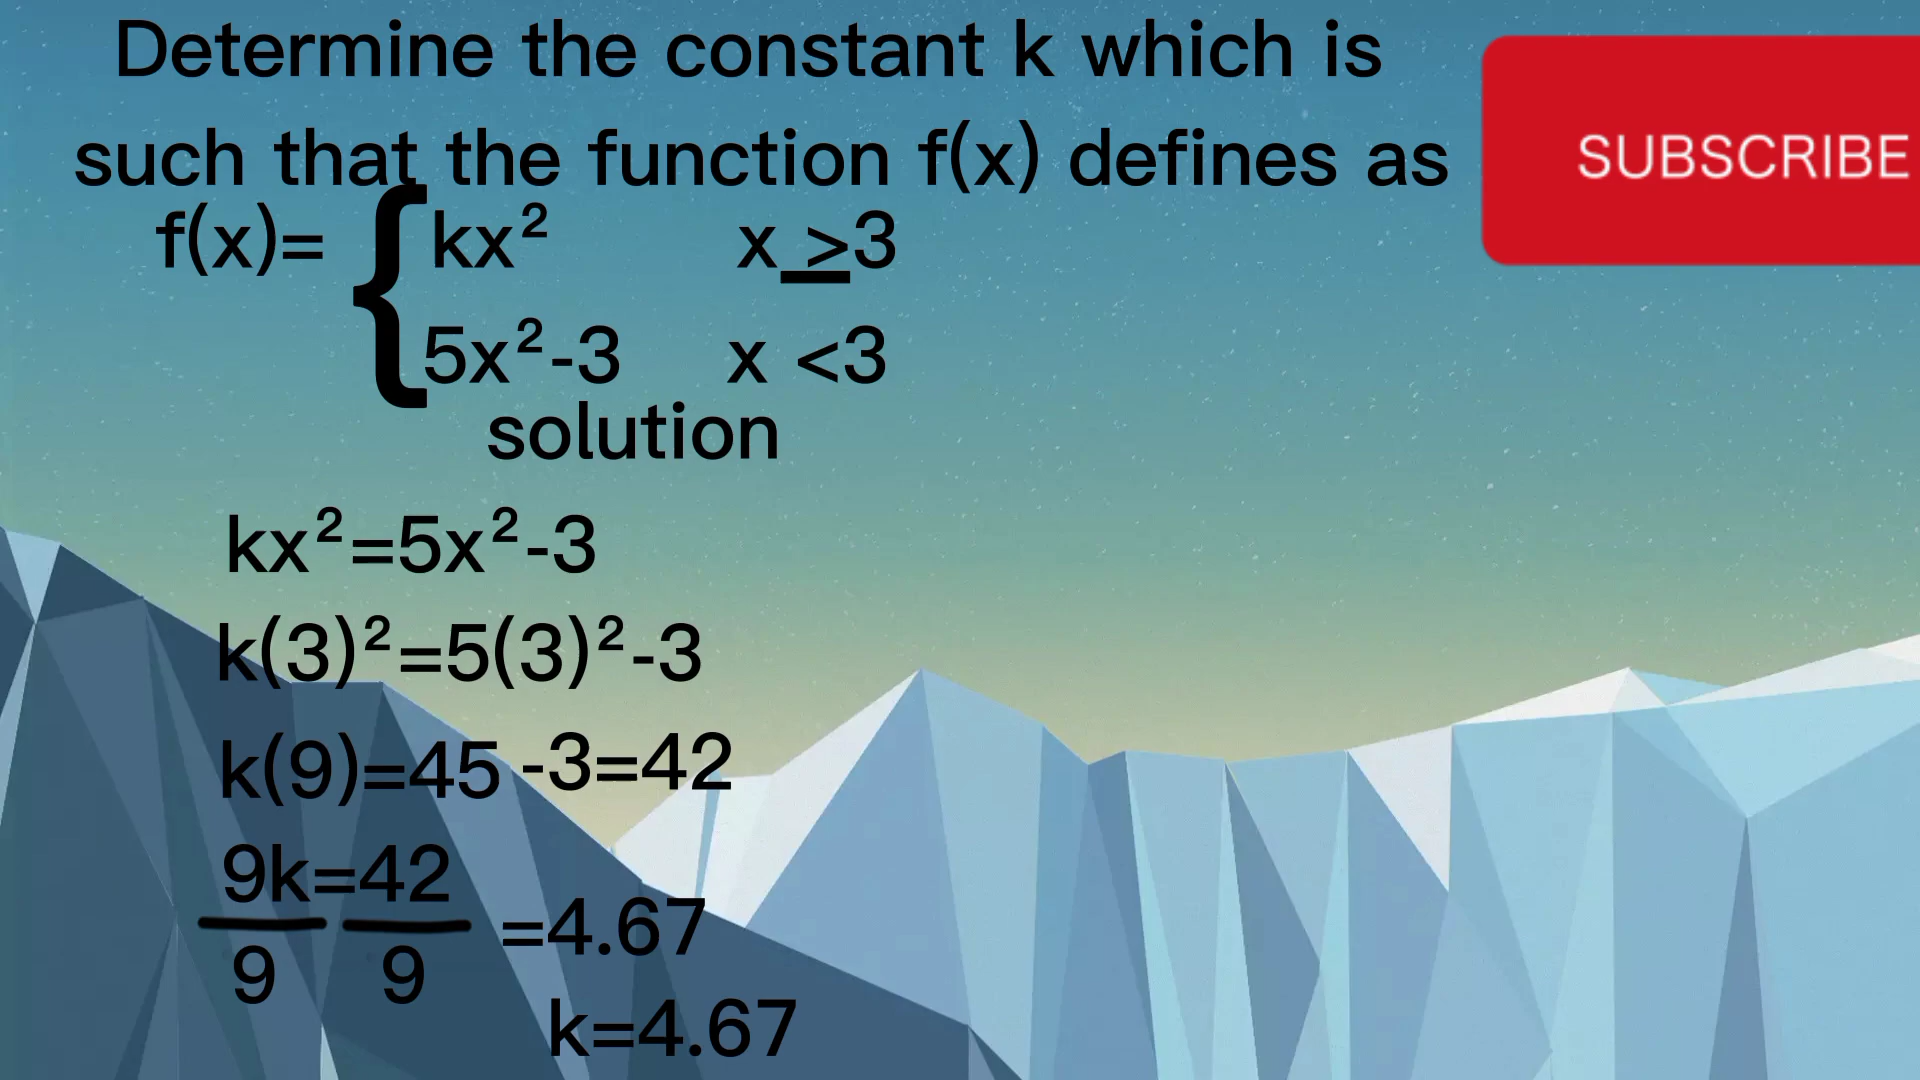 Determine the constant k which is
such that the function f(x) defines as
SUBSCRIBE
f(x)= { kx² x ≥3
5x²-3 x <3
solution
kx²=5x²-3
k(3)²=5(3)²-3
k(9)=45 -3=42
9k=42
=4.67
9 9
k=4.67